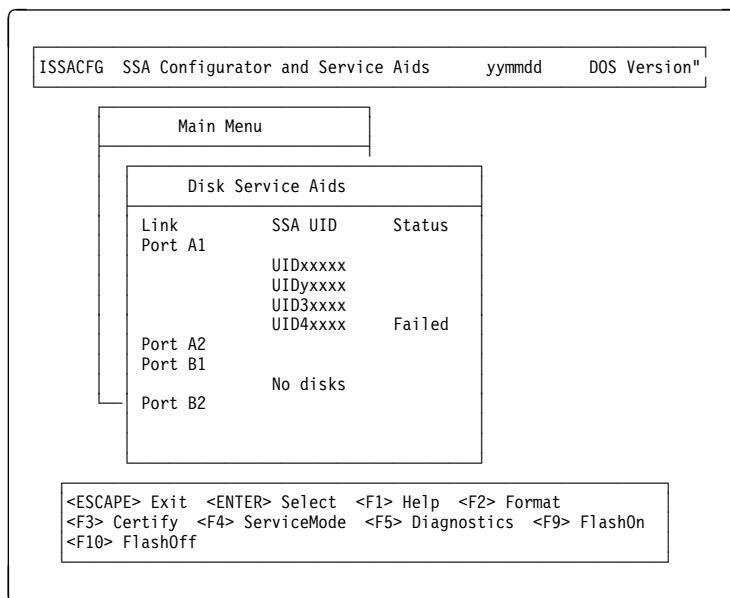 ISSACFG SSA Configurator and Service Aids yymmdd DOS Version"
Main Menu
Disk Service Aids
Link SSA UID Status
Port A1
UIDxxxxx
UIDyxxxx
UID3xxxx
UID4xxxx Failed
Port A2
Port B1
No disks
Port B2
<ESCAPE> Exit <ENTER> Select <F1> Help <F2> Format
<F3> Certify <F4> ServiceMode <F5> Diagnostics <F9> FlashOn
<F10> FlashOff